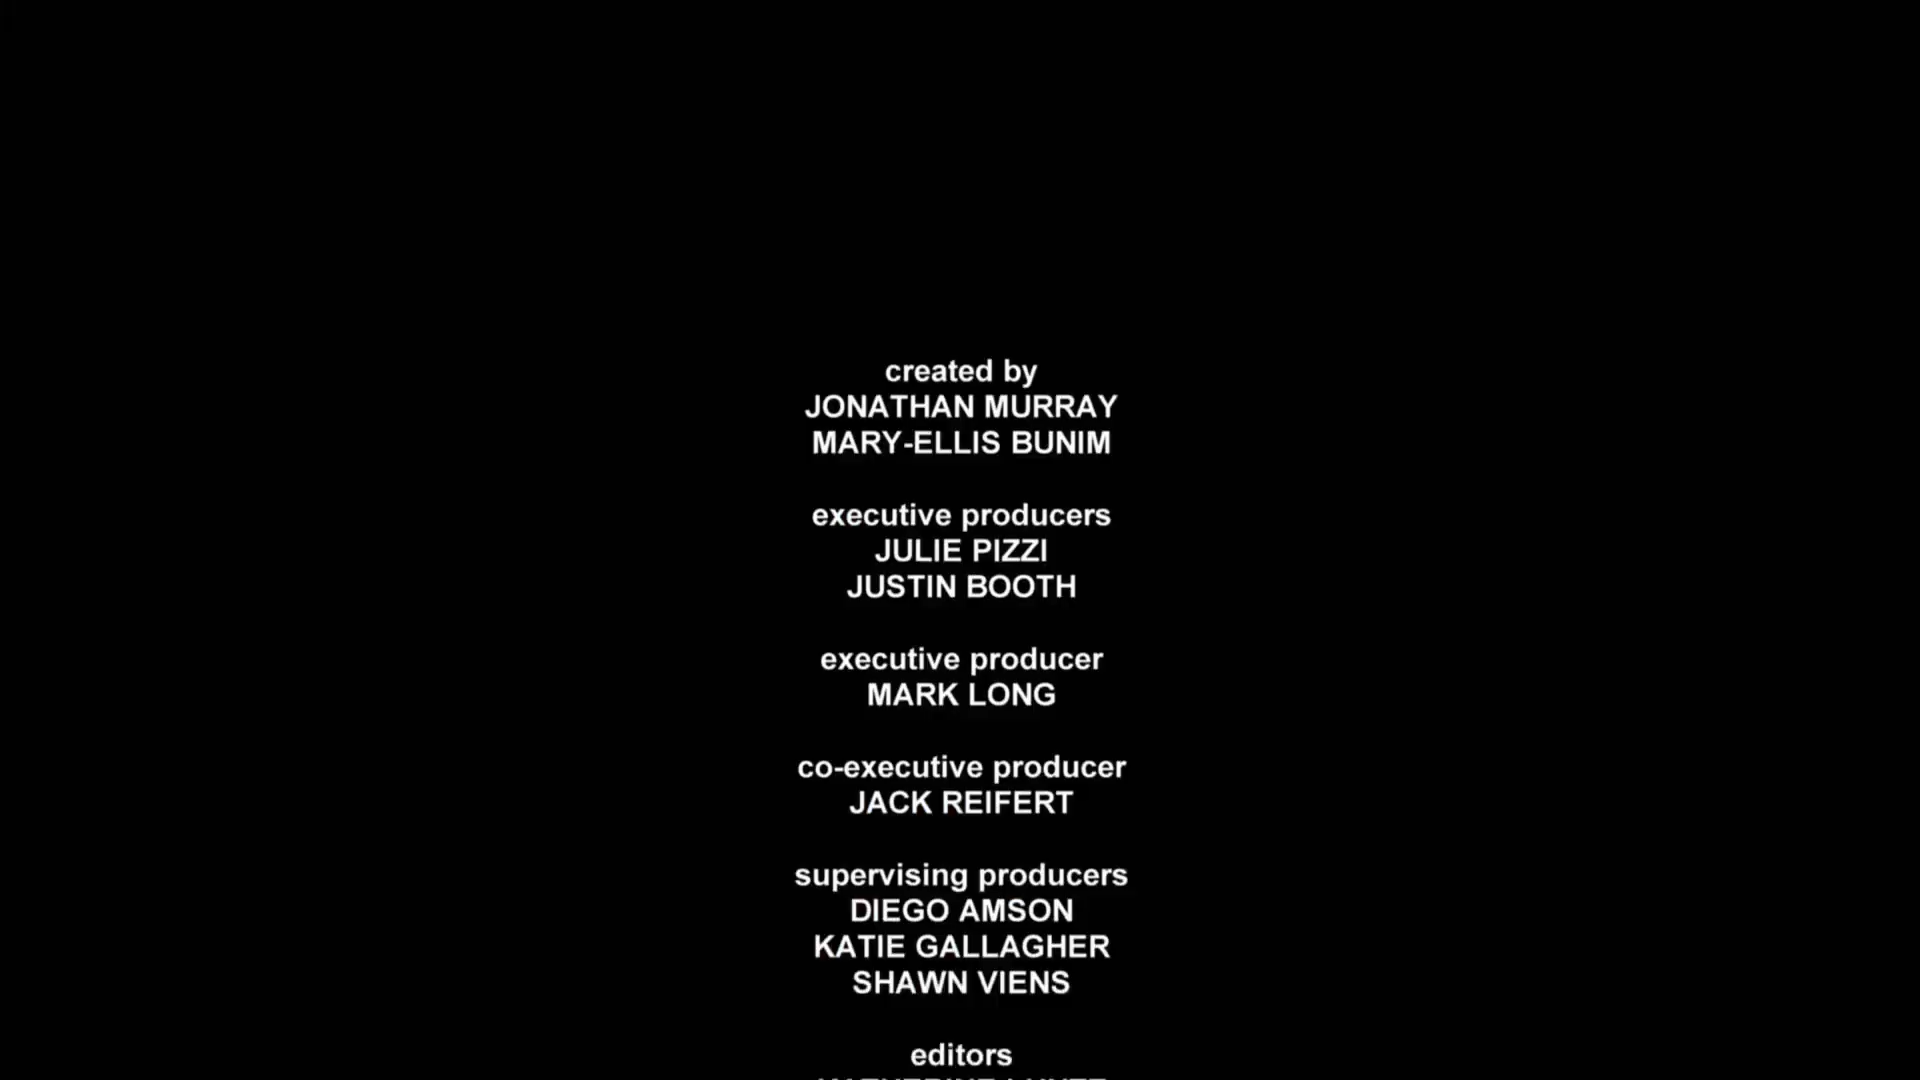 created by
JONATHAN MURRAY
MARY-ELLIS BUNIM
executive producers
JULIE PIZZI
JUSTIN BOOTH
executive producer
MARK LONG
co-executive producer
JACK REIFERT
supervising producers
DIEGO AMSON
KATIE GALLAGHER
SHAWN VIENS
editors